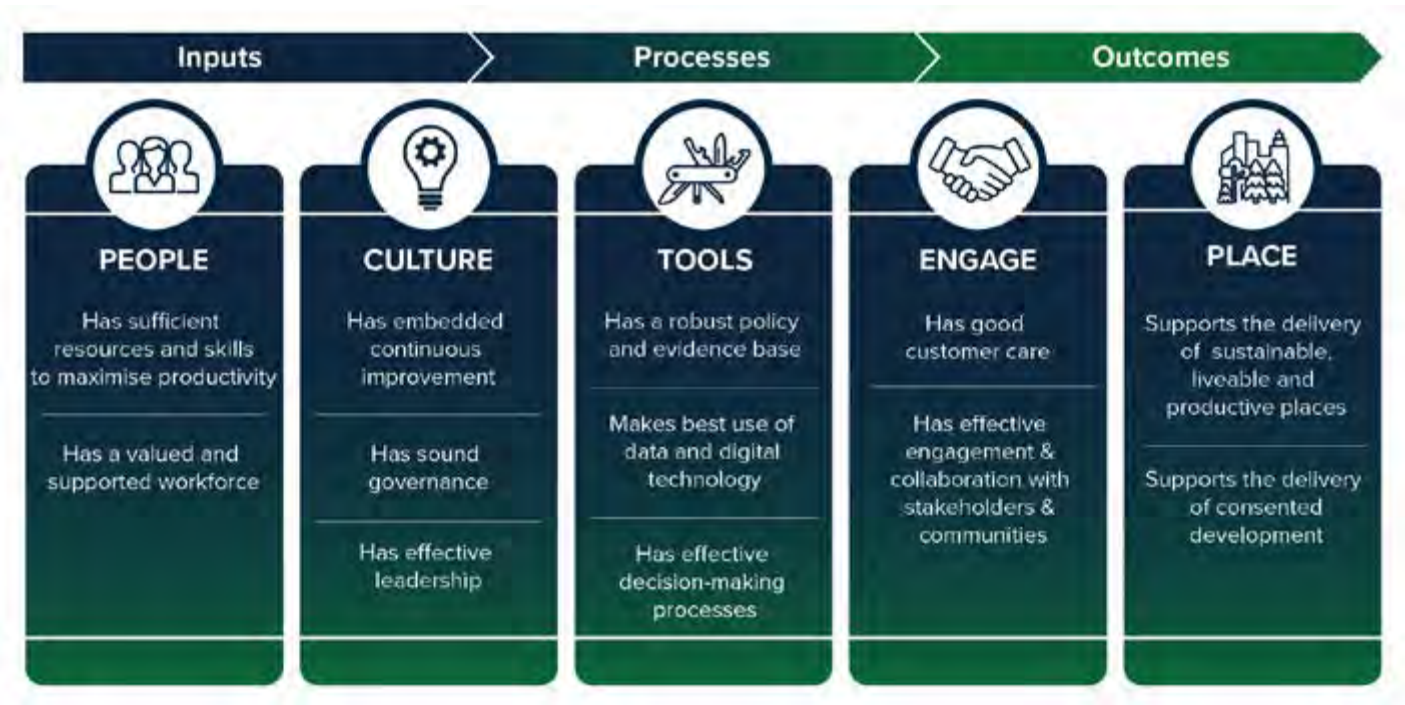 Inputs
Processes
Outcomes
PEOPLE
Has sufficient
resources and skills
to maximise productivity
Has a valued and
supported workforce
CULTURE
Has embedded
continuous
improvement
Has sound
governance
Has effective
leadership
TOOLS
Has a robust policy
and evidence base
Makes best use of
data and digital
technology
Has effective
decision-making
processes
ENGAGE
Has good
customer care
Has effective
engagement &
collaboration with
stakeholders &
communities
PLACE
Supports the delivery
of sustainable,
liveable and
productive places
Supports the delivery
of consented
development